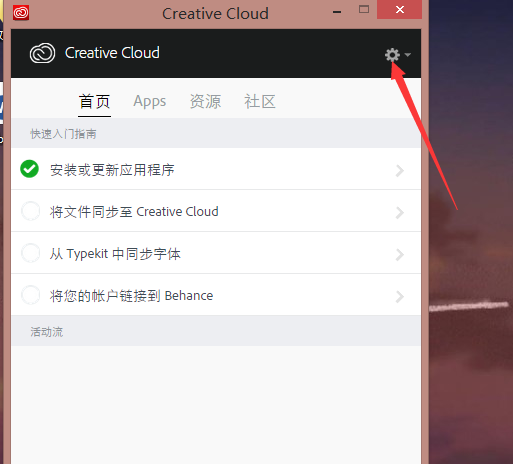 Creative Cloud
Creative Cloud
首页 Apps 资源 社区
快速入门指南
安装或更新应用程序
将文件同步至 Creative Cloud
从 Typekit 中同步字体
将您的帐户链接到 Behance
活动流